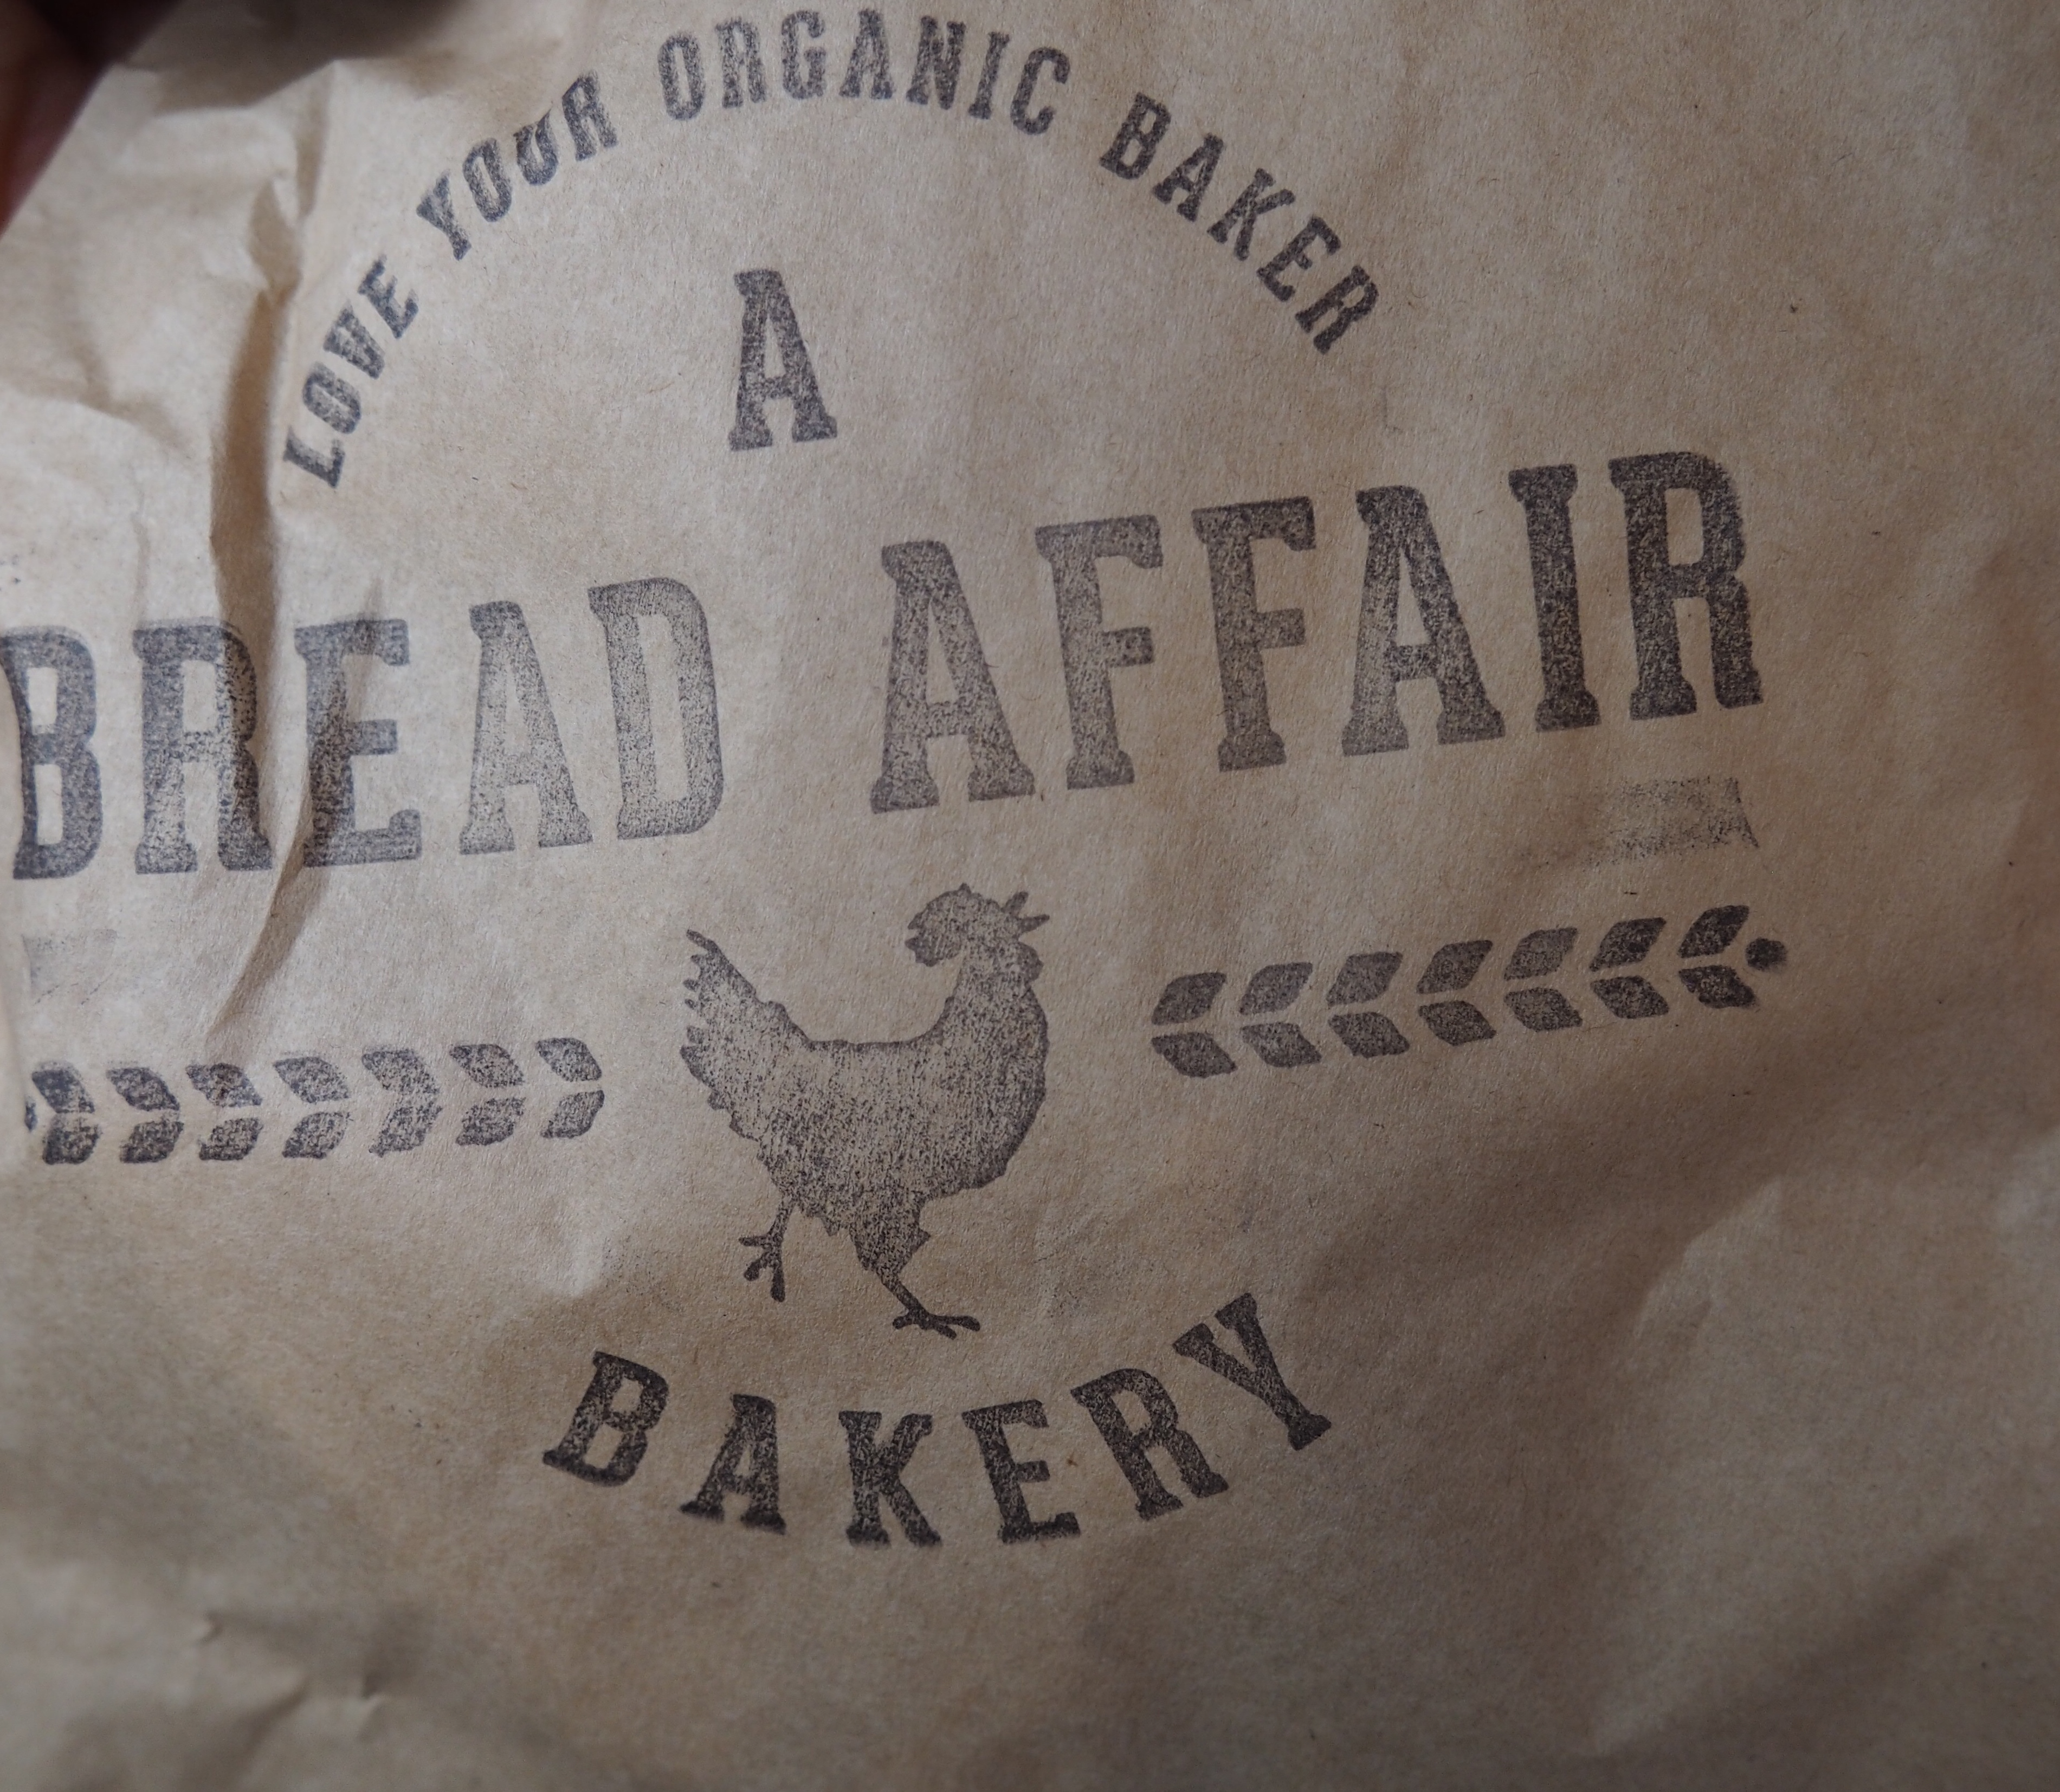 LOVE YOUR ORGANIC BAKER
A
BREAD AFFAIR
BAKERY